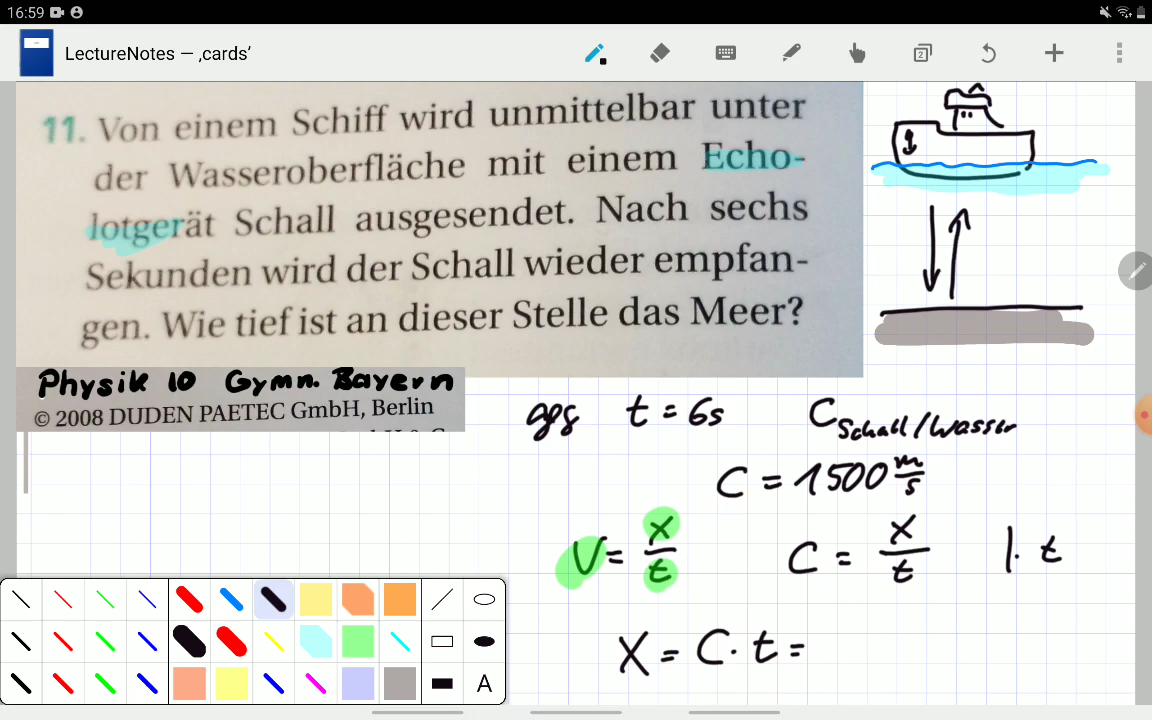 16:59
LectureNotes — ‚cards’
2
11. Von einem Schiff wird unmittelbar unter
der Wasseroberfläche mit einem Echo-
lotgerät Schall ausgesendet. Nach sechs
Sekunden wird der Schall wieder empfan-
gen. Wie tief ist an dieser Stelle das Meer?
Physik 10 Gymn. Bayern
© 2008 DUDEN PAETEC GmbH, Berlin
ges t = 6s C Schall/Wasser
C = 1500 m/s
V = x/t C = x/t |· t
X = C · t =
A